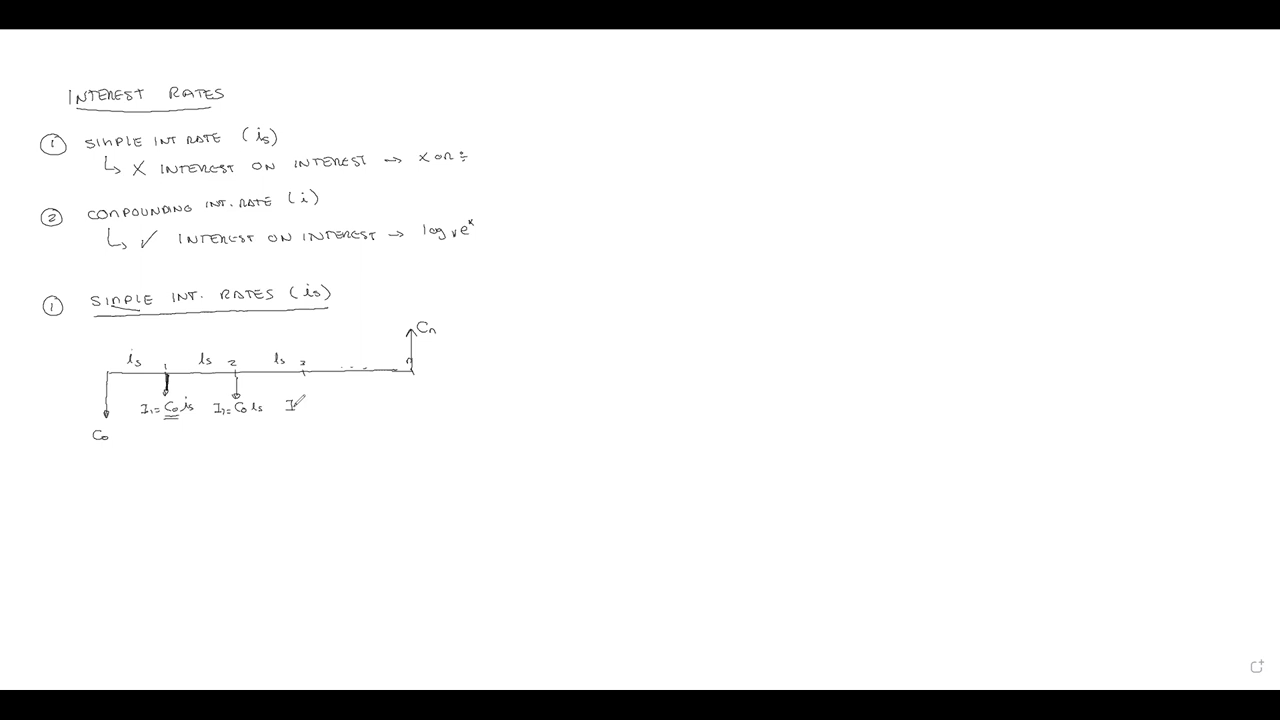 INTEREST RATES
① SIMPLE INT RATE (is)
↳ X INTEREST ON INTEREST → X OR ÷
② COMPOUNDING INT. RATE (i)
↳ ✓ INTEREST ON INTEREST → log, eˣ
① SIMPLE INT. RATES (is)
Cn
is 1 is 2 is 3 ... n
I₁ = C₀ is I₂ = C₀ is I
C₀